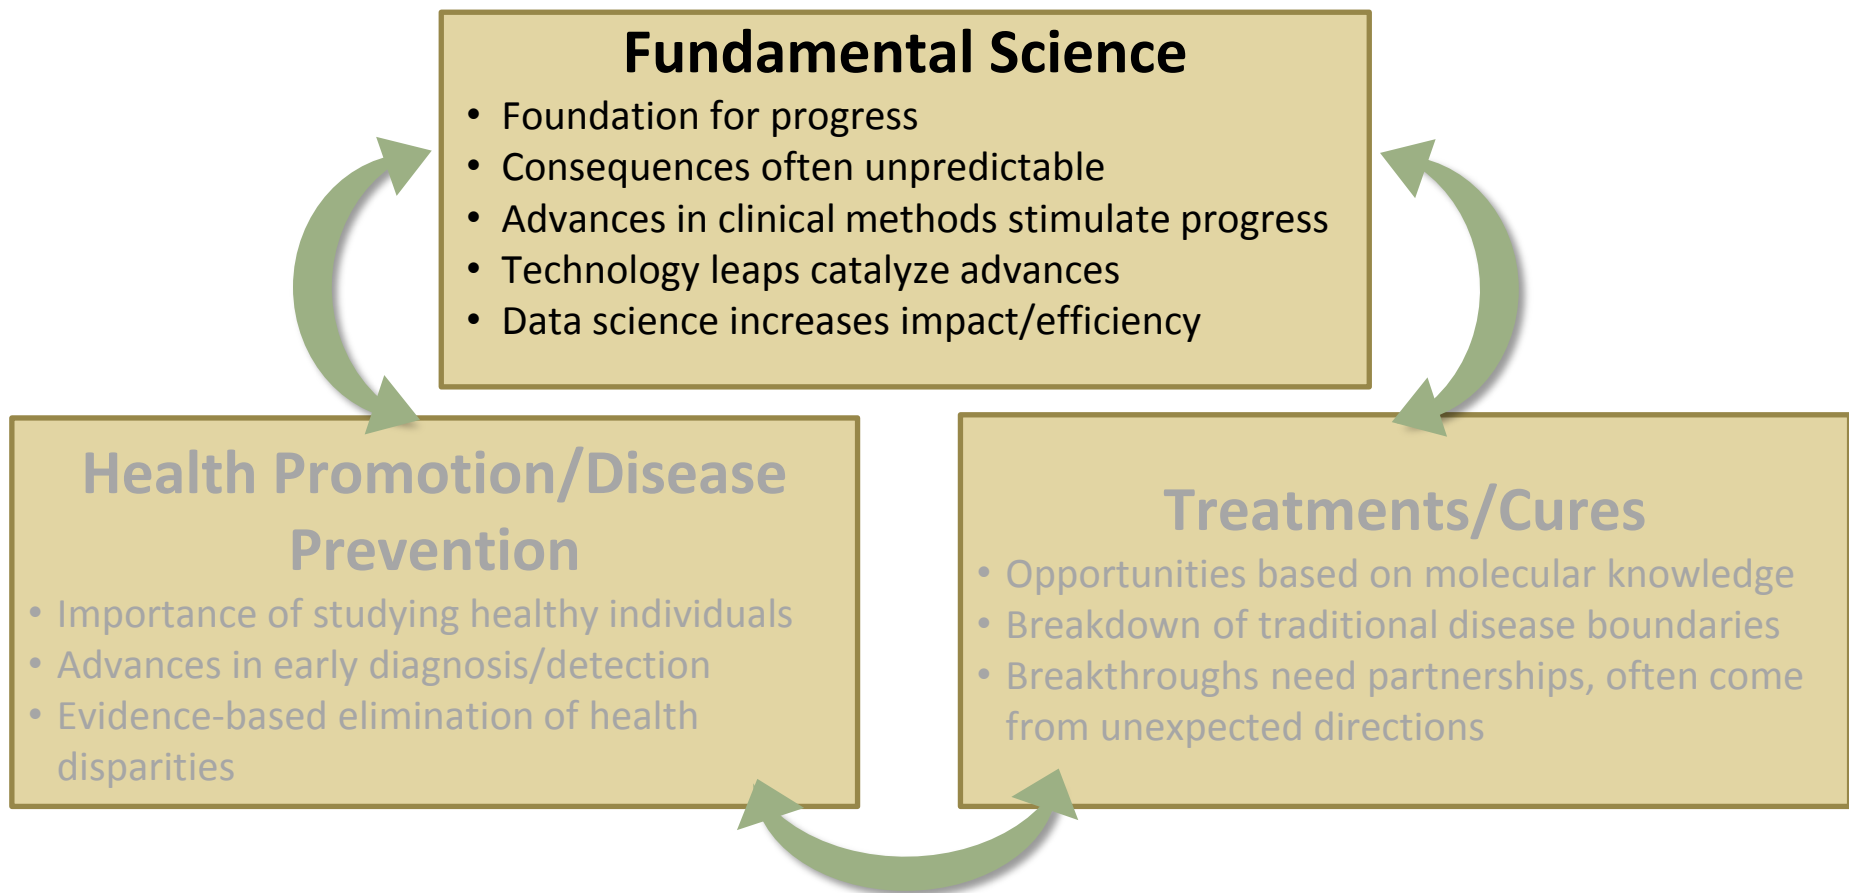 Fundamental Science
• Foundation for progress
• Consequences often unpredictable
• Advances in clinical methods stimulate progress
• Technology leaps catalyze advances
• Data science increases impact/efficiency
Health Promotion/Disease
Prevention
• Importance of studying healthy individuals
• Advances in early diagnosis/detection
• Evidence-based elimination of health
disparities
Treatments/Cures
• Opportunities based on molecular knowledge
• Breakdown of traditional disease boundaries
• Breakthroughs need partnerships, often come
from unexpected directions